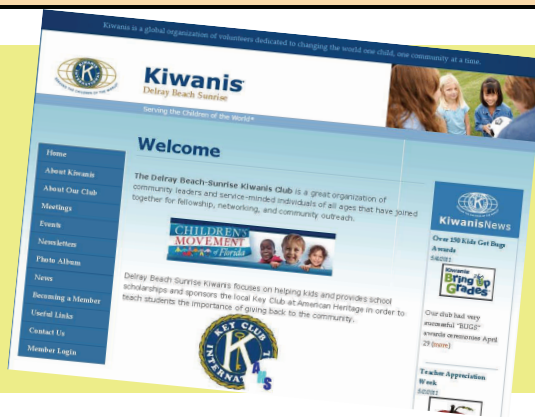 Kiwanis is a global organization of volunteers dedicated to changing the world one child, one community at a time.
Kiwanis
Delray Beach Sunrise
Serving the Children of the World
Home
About Kiwanis
About Our Club
Meetings
Events
Newsletters
Photo Album
News
Becoming a Member
Useful Links
Contact Us
Member Login
Welcome
The Delray Beach-Sunrise Kiwanis Club is a great organization of
community leaders and service-minded individuals of all ages that have joined
together for fellowship, networking, and community outreach.
CHILDREN'S
MOVEMENT
of Florida
Delray Beach Sunrise Kiwanis focuses on helping kids and provides school
scholarships and sponsors the local Key Club at American Heritage in order to
teach students the importance of giving back to the community.
KEY CLUB
INTERNATIONAL
AHS
KiwanisNews
Over 150 Kids Get Bugs
Awards
Kiwanis
Bring Up
Grades
Our club had very
successful "BUGS"
awards ceremonies April
29 (more)
Teacher Appreciation
Week